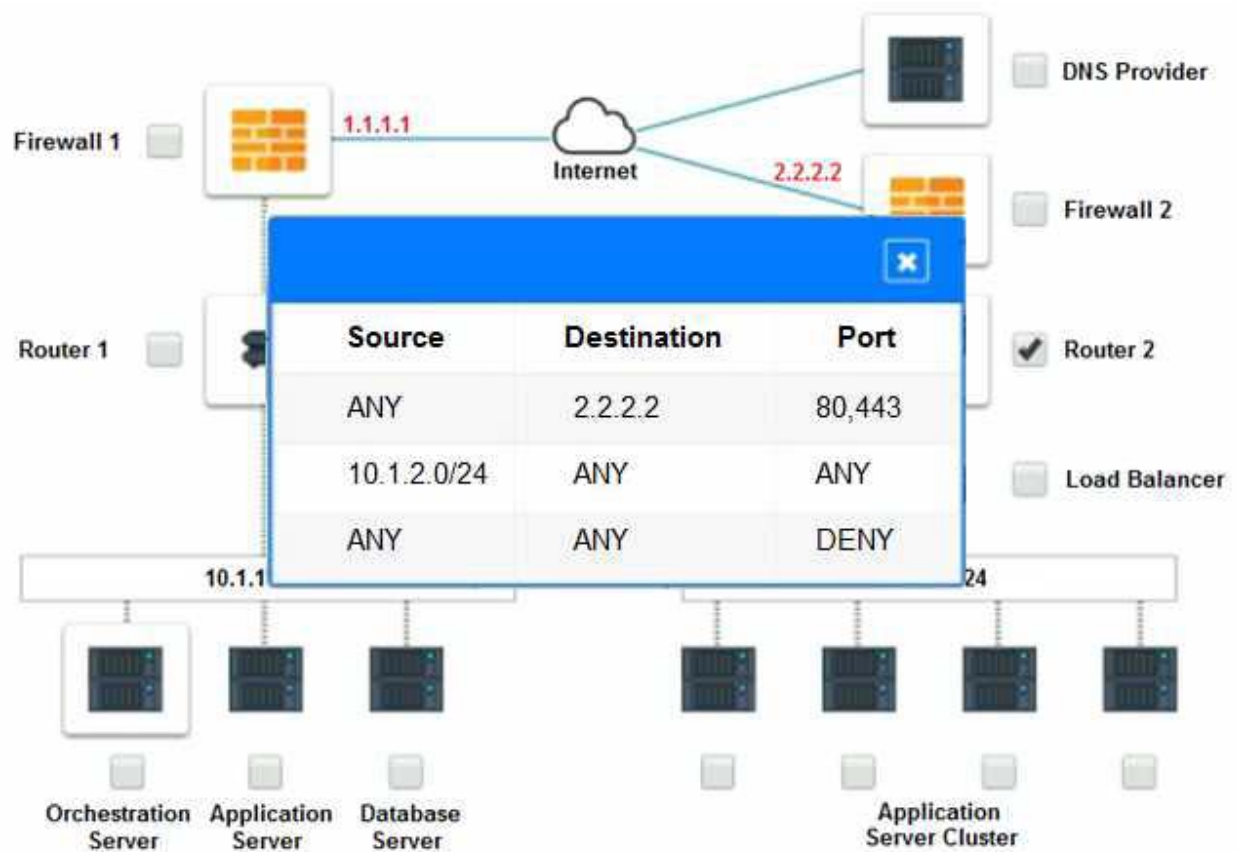 DNS Provider
Firewall 1
1.1.1.1
Internet
2.2.2.2
Firewall 2
Source Destination Port
Router 1
Router 2
ANY 2.2.2.2 80,443
10.1.2.0/24 ANY ANY
Load Balancer
ANY ANY DENY
10.1.1
24
Orchestration Server
Application Server
Database Server
Application Server Cluster